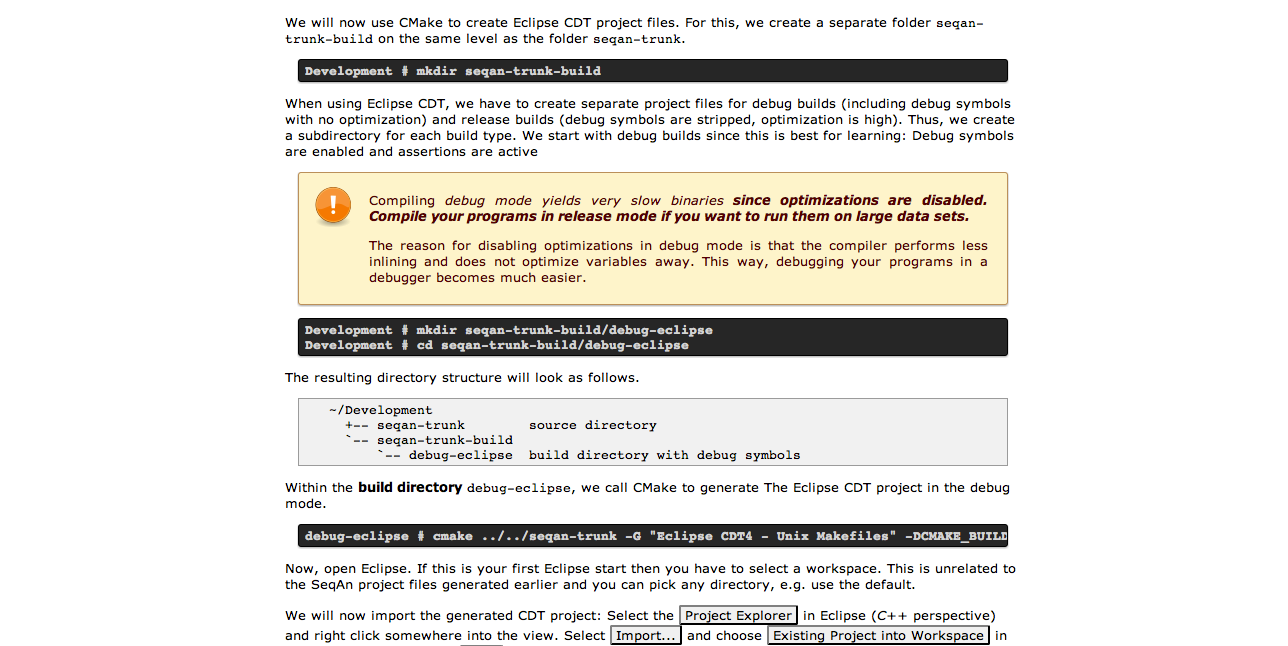 We will now use CMake to create Eclipse CDT project files. For this, we create a separate folder seqan-
trunk-build on the same level as the folder seqan-trunk.
Development # mkdir seqan-trunk-build
When using Eclipse CDT, we have to create separate project files for debug builds (including debug symbols
with no optimization) and release builds (debug symbols are stripped, optimization is high). Thus, we create
a subdirectory for each build type. We start with debug builds since this is best for learning: Debug symbols
are enabled and assertions are active
Compiling debug mode yields very slow binaries since optimizations are disabled.
Compile your programs in release mode if you want to run them on large data sets.
The reason for disabling optimizations in debug mode is that the compiler performs less
inlining and does not optimize variables away. This way, debugging your programs in a
debugger becomes much easier.
Development # mkdir seqan-trunk-build/debug-eclipse
Development # cd seqan-trunk-build/debug-eclipse
The resulting directory structure will look as follows.
~/Development
+-- seqan-trunk source directory
`-- seqan-trunk-build
`-- debug-eclipse build directory with debug symbols
Within the build directory debug-eclipse, we call CMake to generate The Eclipse CDT project in the debug
mode.
debug-eclipse # cmake ../../seqan-trunk -G "Eclipse CDT4 - Unix Makefiles" -DCMAKE_BUILD
Now, open Eclipse. If this is your first Eclipse start then you have to select a workspace. This is unrelated to
the SeqAn project files generated earlier and you can pick any directory, e.g. use the default.
We will now import the generated CDT project: Select the Project Explorer in Eclipse (C++ perspective)
and right click somewhere into the view. Select Import... and choose Existing Project into Workspace in